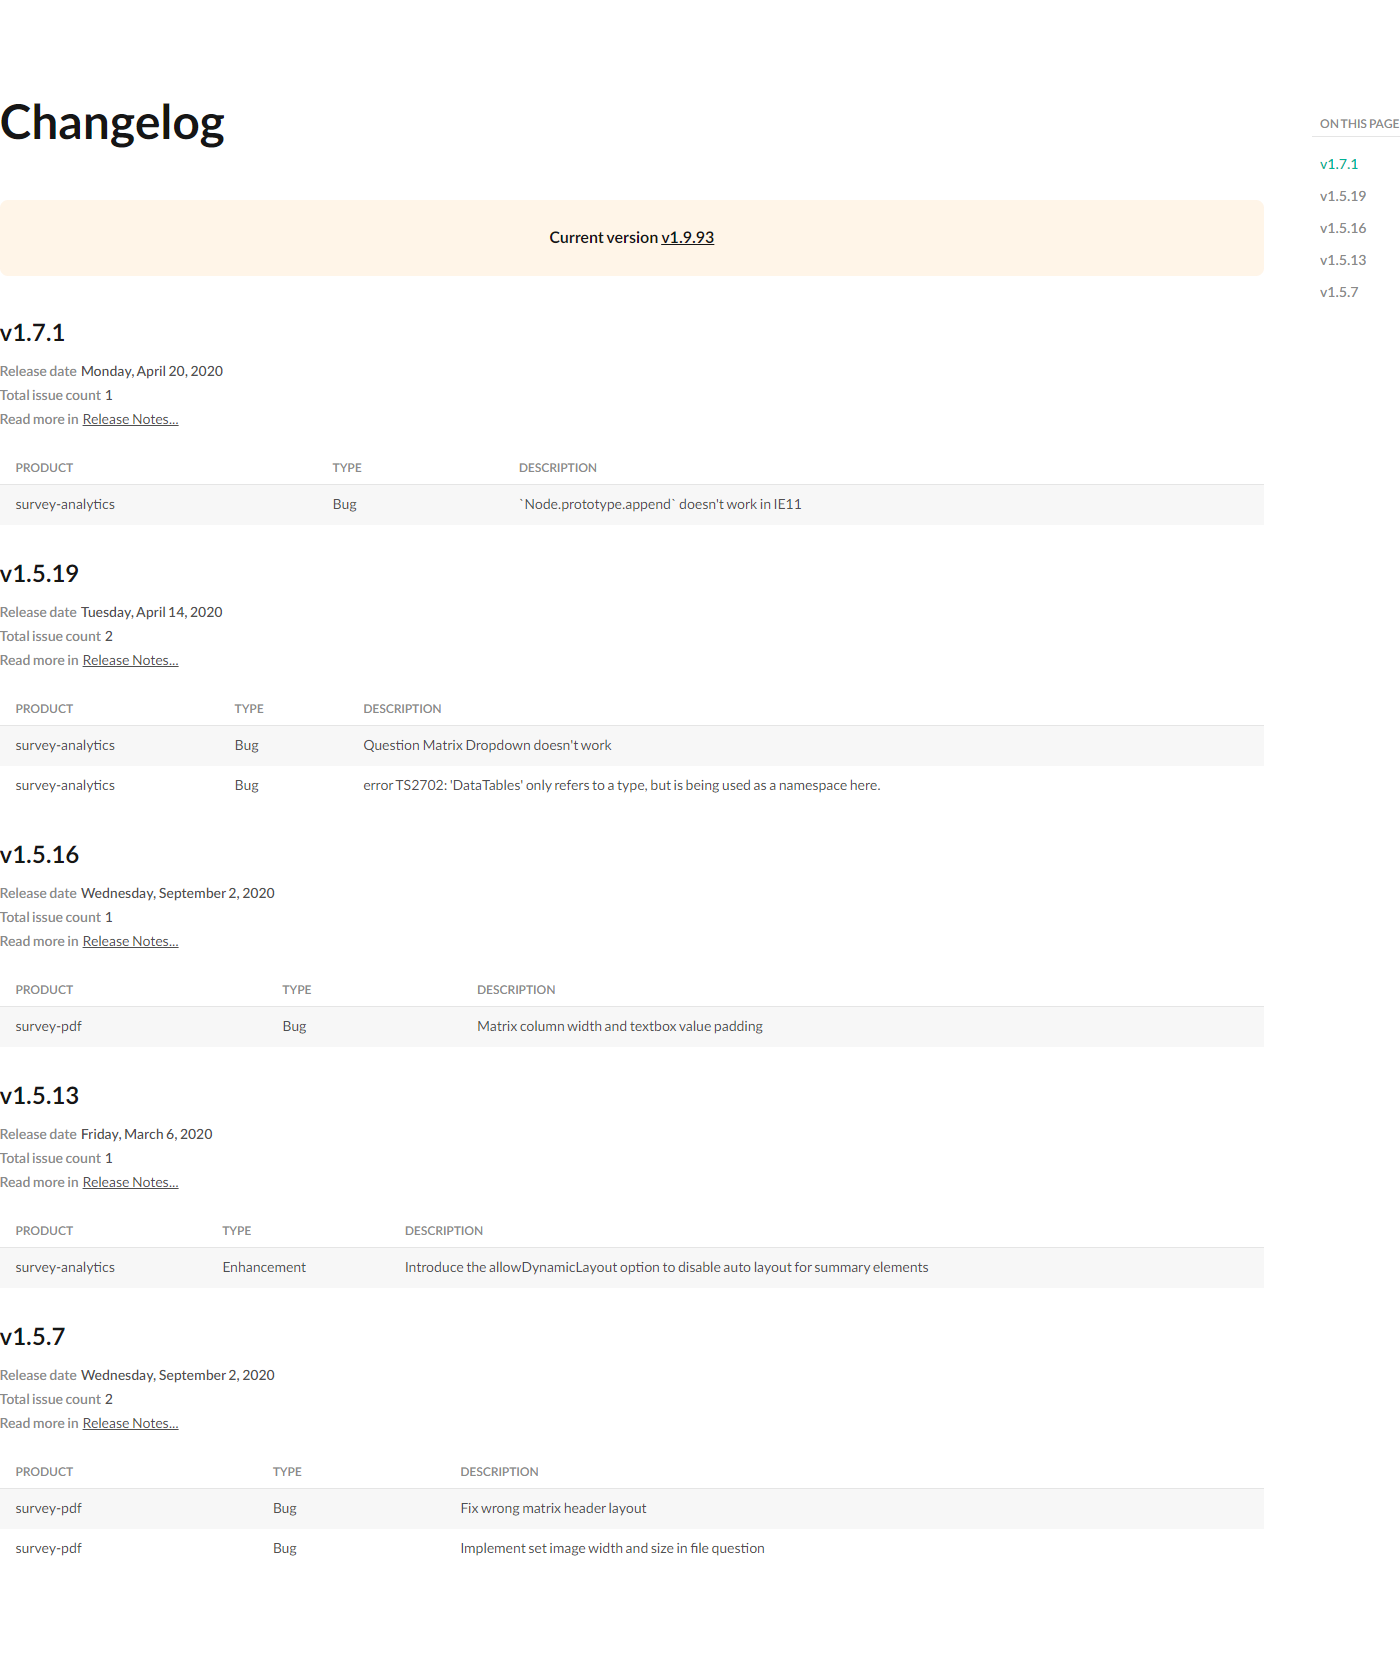 Changelog
Current version v1.9.93
v1.7.1
Release date Monday, April 20, 2020
Total issue count 1
Read more in Release Notes...
PRODUCT TYPE DESCRIPTION
survey-analytics Bug `Node.prototype.append` doesn't work in IE11
v1.5.19
Release date Tuesday, April 14, 2020
Total issue count 2
Read more in Release Notes...
PRODUCT TYPE DESCRIPTION
survey-analytics Bug Question Matrix Dropdown doesn't work
survey-analytics Bug error TS2702: 'DataTables' only refers to a type, but is being used as a namespace here.
v1.5.16
Release date Wednesday, September 2, 2020
Total issue count 1
Read more in Release Notes...
PRODUCT TYPE DESCRIPTION
survey-pdf Bug Matrix column width and textbox value padding
v1.5.13
Release date Friday, March 6, 2020
Total issue count 1
Read more in Release Notes...
PRODUCT TYPE DESCRIPTION
survey-analytics Enhancement Introduce the allowDynamicLayout option to disable auto layout for summary elements
v1.5.7
Release date Wednesday, September 2, 2020
Total issue count 2
Read more in Release Notes...
PRODUCT TYPE DESCRIPTION
survey-pdf Bug Fix wrong matrix header layout
survey-pdf Bug Implement set image width and size in file question
ON THIS PAGE
v1.7.1
v1.5.19
v1.5.16
v1.5.13
v1.5.7